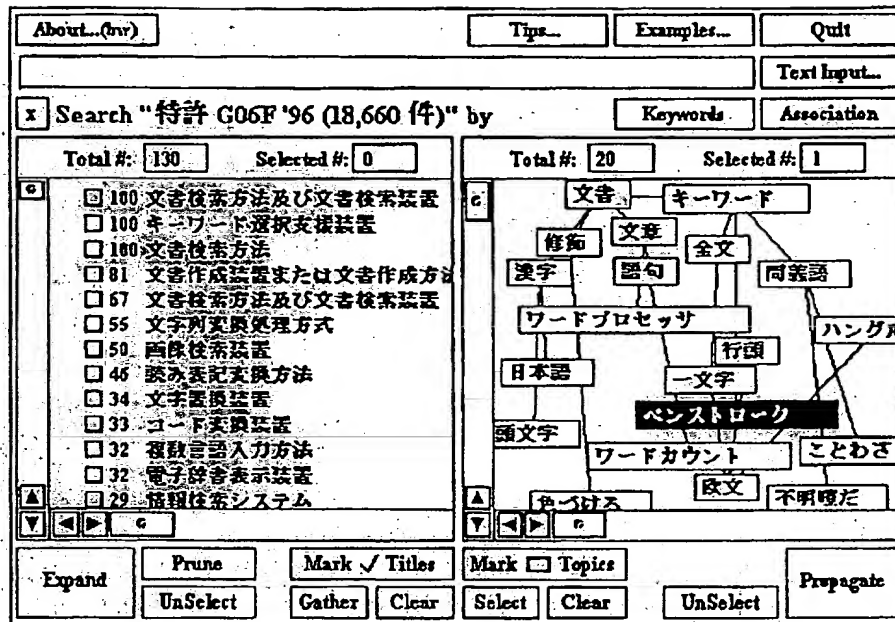 About...(bw) Tips... Examples... Quit
Text Input...
x Search "特許 G06F '96 (18,660 件)" by Keywords Association
Total #: 130 Selected #: 0 Total #: 20 Selected #: 1
100 文書検索方法及び文書検索装置
100 キーワード選択支援装置
100 文書検索方法
81 文書作成装置または文書作成方法
67 文書検索方法及び文書検索装置
55 文字列変換処理方式
50 画像検索装置
46 読み表記変換方法
34 文字置換装置
33 コード変換装置
32 複数言語入力方法
32 電子辞書表示装置
29 情報検索システム
文書 キーワード
修飾 文章 全文
漢字 語句 同義語
ワードプロセッサ ハングル
行頭
日本語 一文字
ペンストローク
頭文字 ワードカウント ことわざ
色づける 欧文 不明瞭だ
Expand Prune Mark ✓ Titles Mark Topics Propagate
UnSelect Gather Clear Select Clear UnSelect